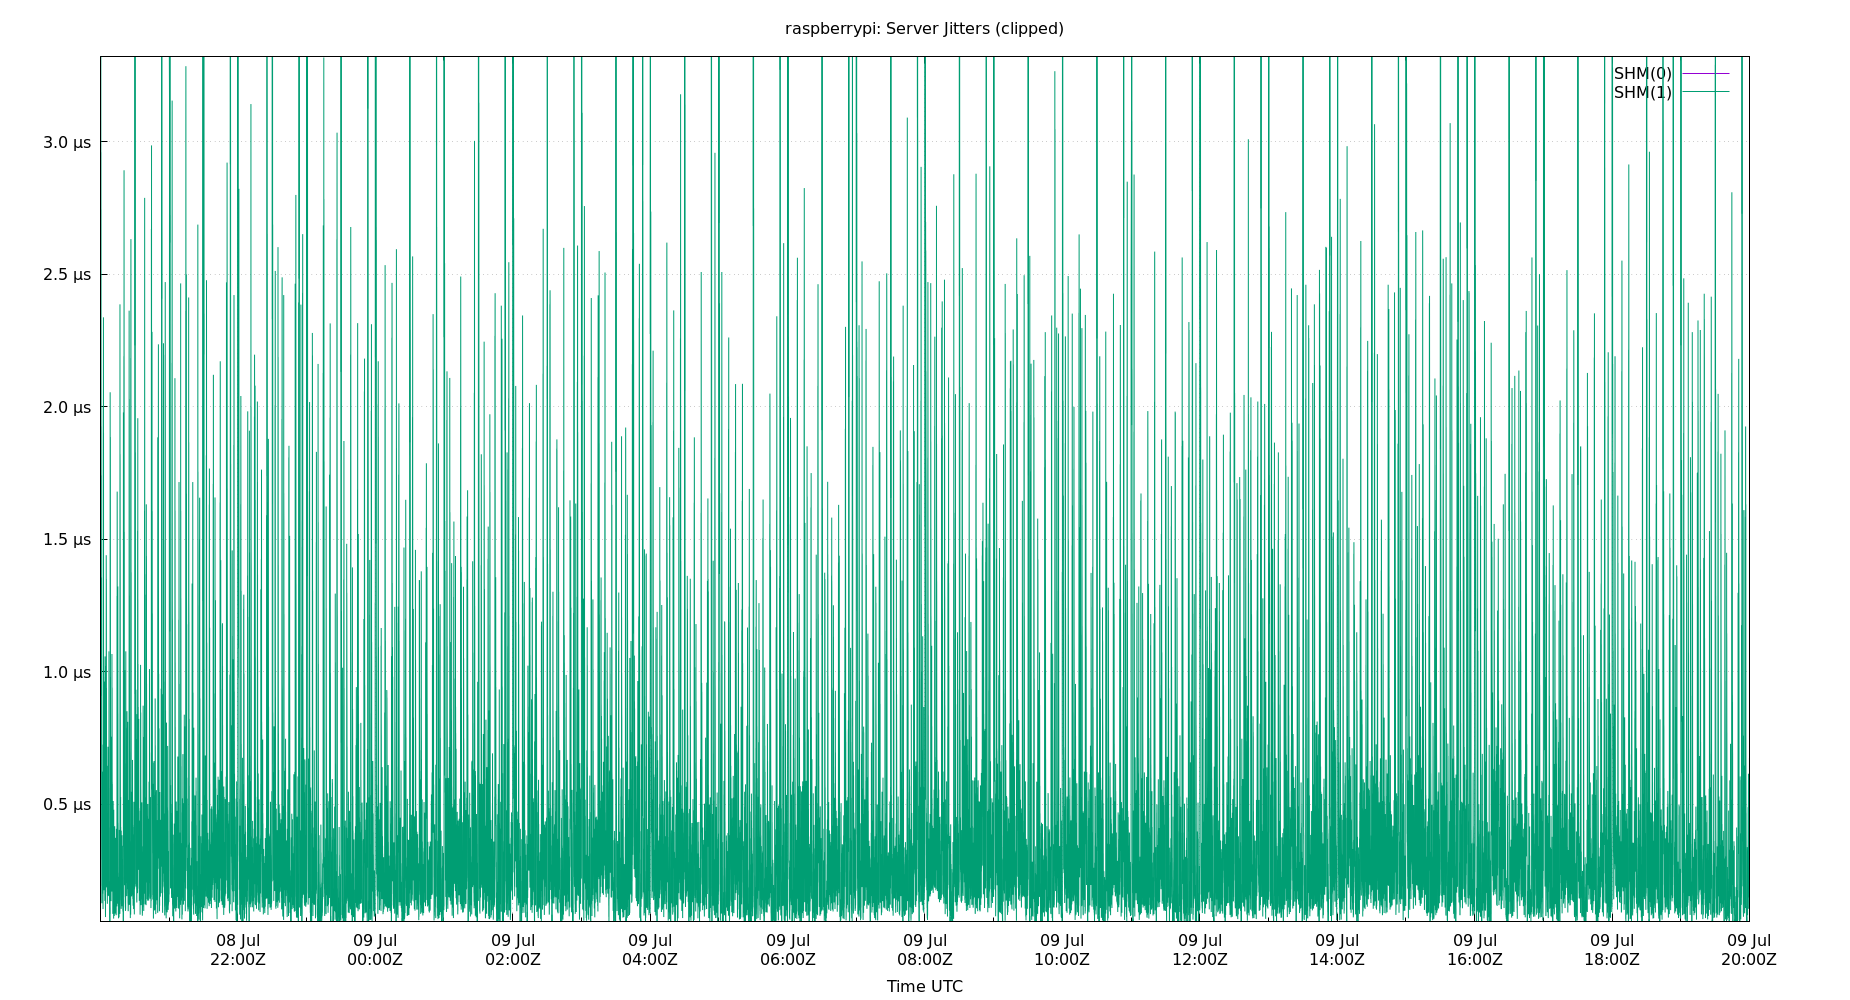 raspberrypi: Server Jitters (clipped)
SHM(0)
SHM(1)
3.0 µs
2.5 µs
2.0 µs
1.5 µs
1.0 µs
0.5 µs
08 Jul 09 Jul 09 Jul 09 Jul 09 Jul 09 Jul 09 Jul 09 Jul 09 Jul 09 Jul 09 Jul 09 Jul
22:00Z 00:00Z 02:00Z 04:00Z 06:00Z 08:00Z 10:00Z 12:00Z 14:00Z 16:00Z 18:00Z 20:00Z
Time UTC